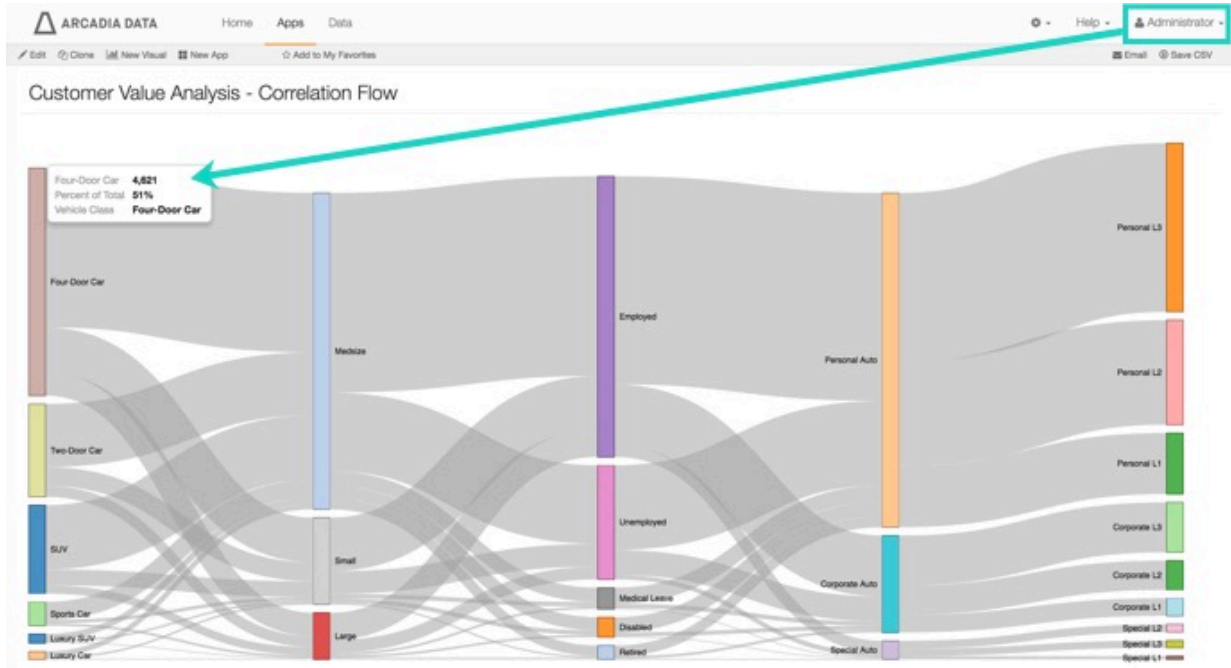 ARCADIA DATA Home Apps Data Help Administrator
Edit Clone New Visual New App Add to My Favorites Email Save CSV
Customer Value Analysis - Correlation Flow
Four-Door Car 4,621
Percent of Total 51%
Vehicle Class Four-Door Car
Four-Door Car
Two-Door Car
SUV
Sports Car
Luxury SUV
Luxury Car
Medsize
Small
Large
Employed
Unemployed
Medical Leave
Disabled
Retired
Personal Auto
Corporate Auto
Special Auto
Personal L3
Personal L2
Personal L1
Corporate L3
Corporate L2
Corporate L1
Special L2
Special L3
Special L1